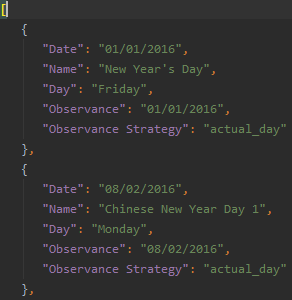 [
{
"Date": "01/01/2016",
"Name": "New Year's Day",
"Day": "Friday",
"Observance": "01/01/2016",
"Observance Strategy": "actual_day"
},
{
"Date": "08/02/2016",
"Name": "Chinese New Year Day 1",
"Day": "Monday",
"Observance": "08/02/2016",
"Observance Strategy": "actual_day"
},